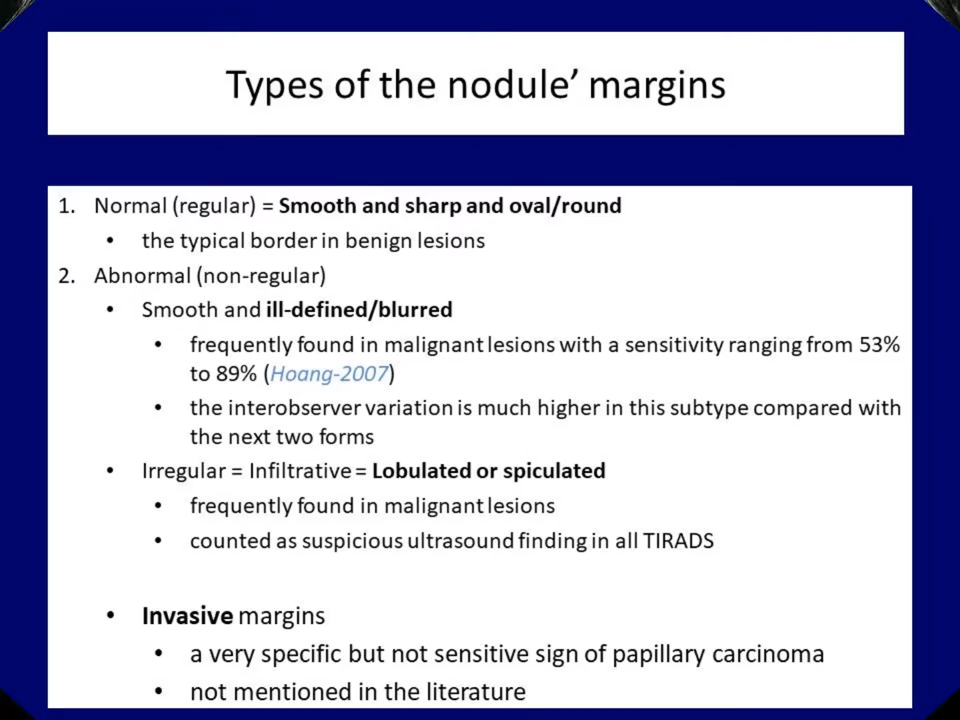 Types of the nodule’ margins
1. Normal (regular) = Smooth and sharp and oval/round
• the typical border in benign lesions
2. Abnormal (non-regular)
• Smooth and ill-defined/blurred
• frequently found in malignant lesions with a sensitivity ranging from 53%
to 89% (Hoang-2007)
• the interobserver variation is much higher in this subtype compared with
the next two forms
• Irregular = Infiltrative = Lobulated or spiculated
• frequently found in malignant lesions
• counted as suspicious ultrasound finding in all TIRADS
• Invasive margins
• a very specific but not sensitive sign of papillary carcinoma
• not mentioned in the literature